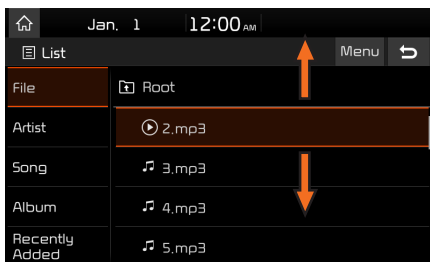 Jan. 1 12:00 AM
List Menu
File Root
Artist 2.mp3
Song 3.mp3
Album 4.mp3
Recently
Added 5.mp3